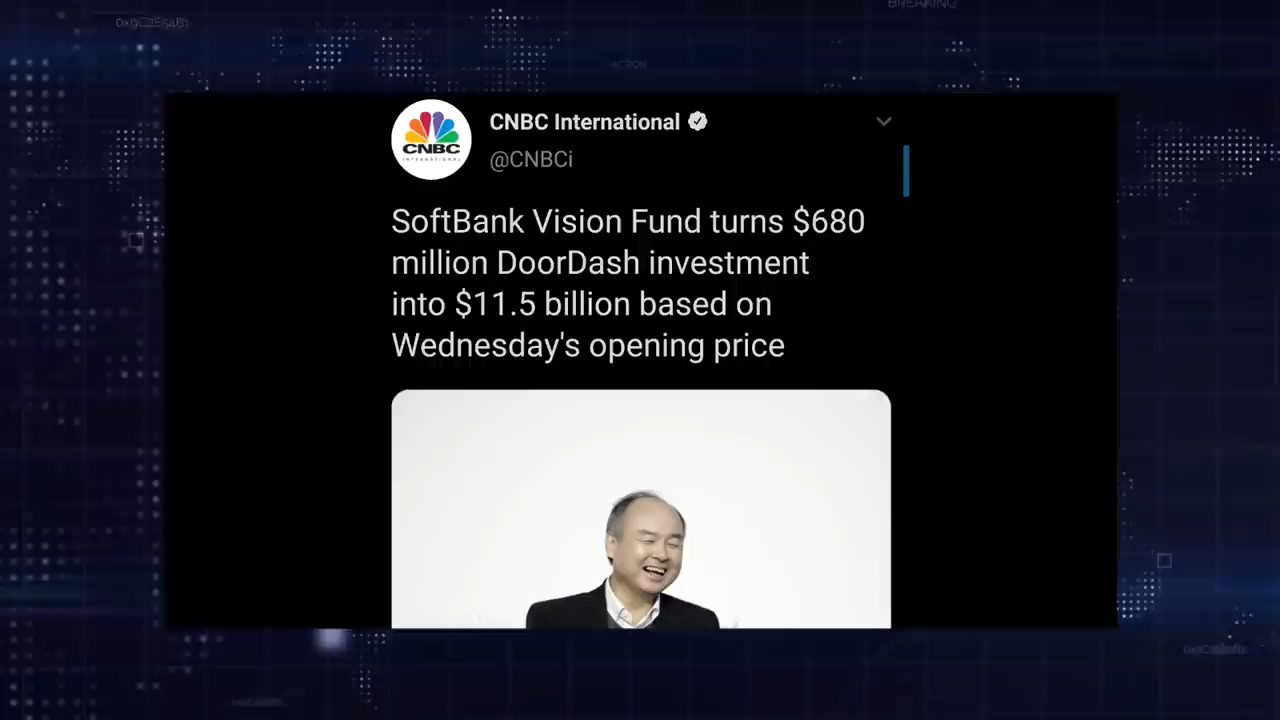 BREAKING
CNBC International
@CNBCi
CNBC
INTERNATIONAL
SoftBank Vision Fund turns $680
million DoorDash investment
into $11.5 billion based on
Wednesday's opening price